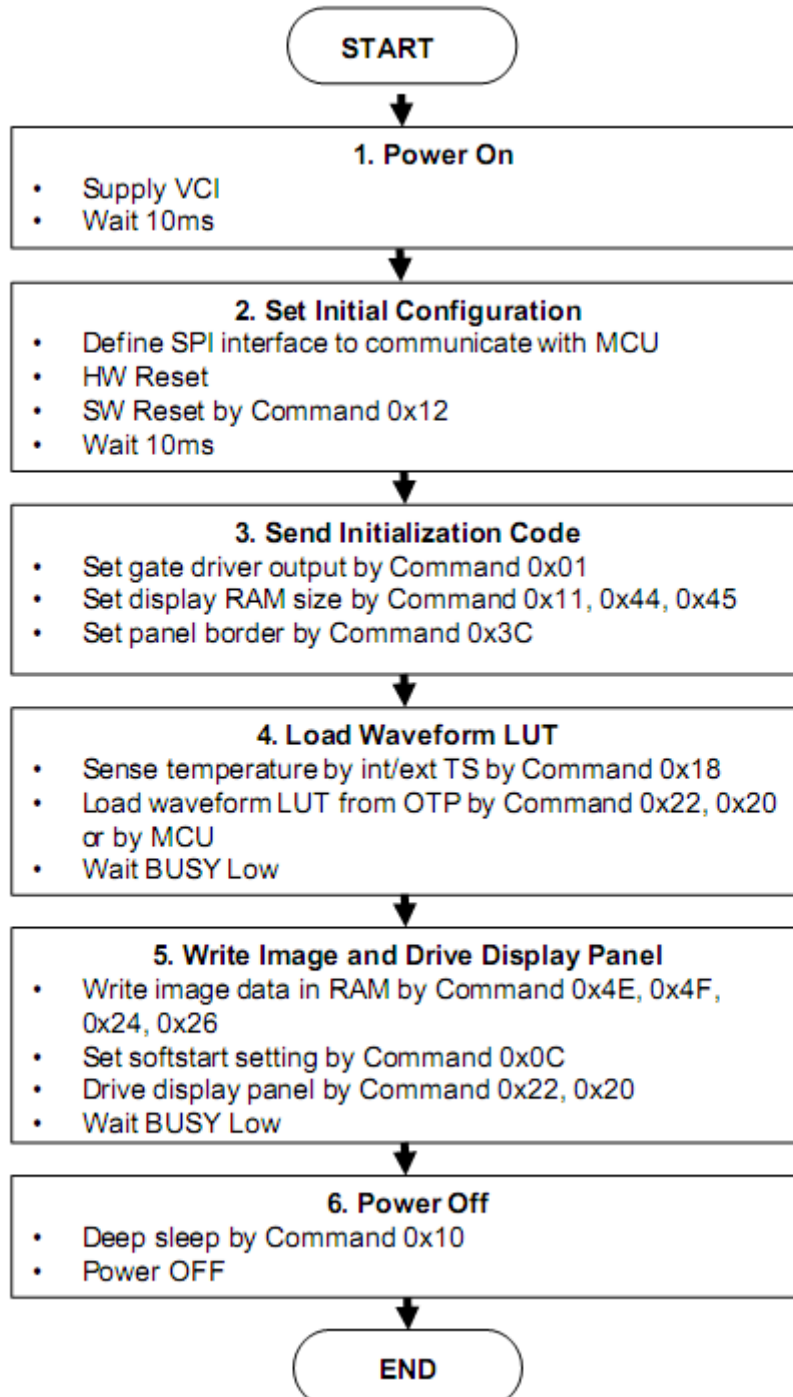 START
1. Power On
• Supply VCI
• Wait 10ms
2. Set Initial Configuration
• Define SPI interface to communicate with MCU
• HW Reset
• SW Reset by Command 0x12
• Wait 10ms
3. Send Initialization Code
• Set gate driver output by Command 0x01
• Set display RAM size by Command 0x11, 0x44, 0x45
• Set panel border by Command 0x3C
4. Load Waveform LUT
• Sense temperature by int/ext TS by Command 0x18
• Load waveform LUT from OTP by Command 0x22, 0x20
or by MCU
• Wait BUSY Low
5. Write Image and Drive Display Panel
• Write image data in RAM by Command 0x4E, 0x4F,
0x24, 0x26
• Set softstart setting by Command 0x0C
• Drive display panel by Command 0x22, 0x20
• Wait BUSY Low
6. Power Off
• Deep sleep by Command 0x10
• Power OFF
END